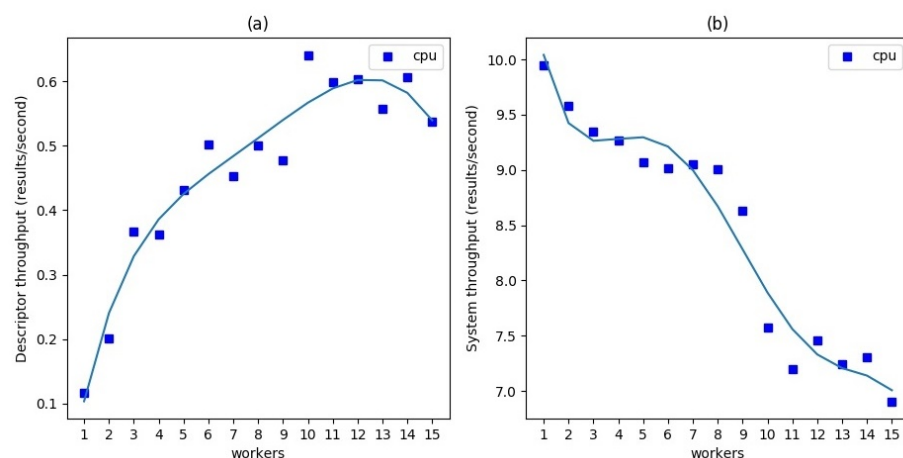 (a)
Descriptor throughput (results/second)
0.6
0.5
0.4
0.3
0.2
0.1
cpu
1 2 3 4 5 6 7 8 9 10 11 12 13 14 15
workers
(b)
System throughput (results/second)
10.0
9.5
9.0
8.5
8.0
7.5
7.0
cpu
1 2 3 4 5 6 7 8 9 10 11 12 13 14 15
workers